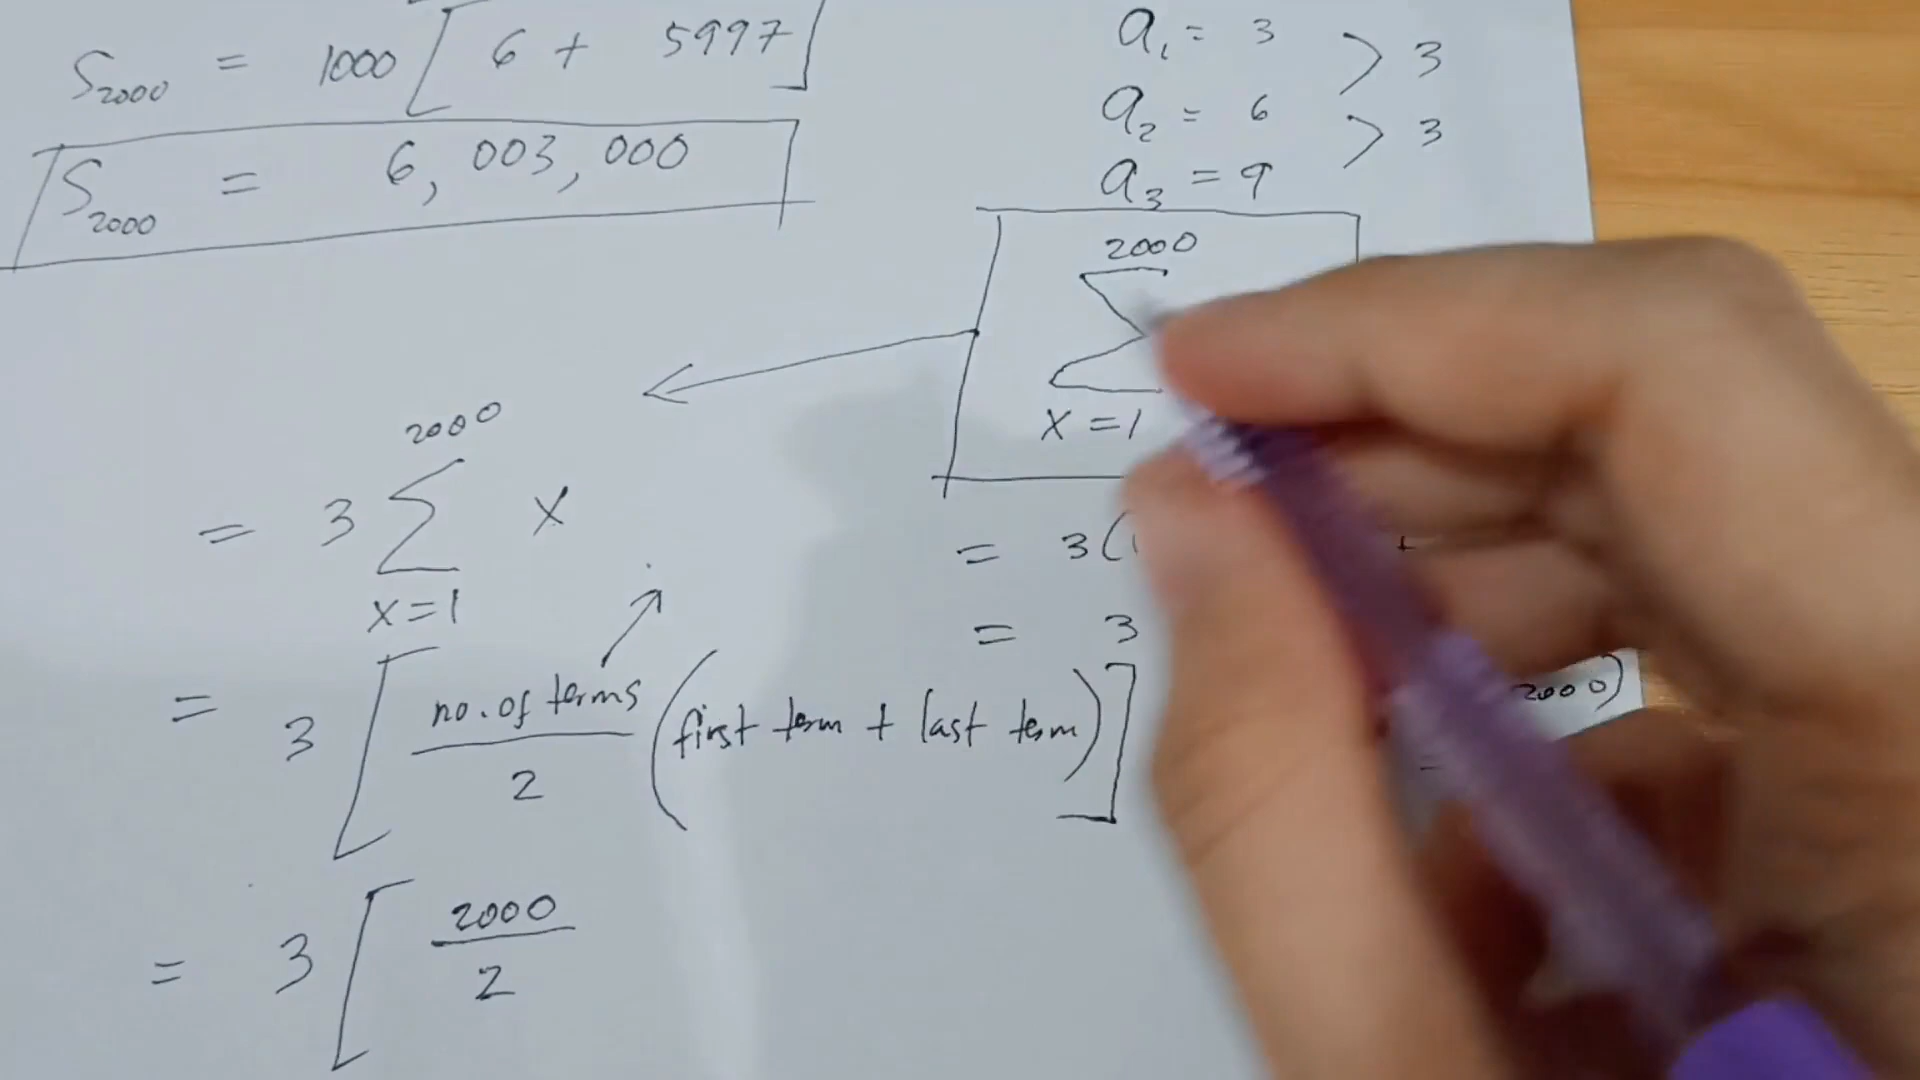 S₂₀₀₀ = 1000 [ 6 + 5997 ]
S₂₀₀₀ = 6,003,000
a₁ = 3
> 3
a₂ = 6
> 3
a₃ = 9
2000
Σ
x = 1
= 3(
+
= 3
2000)
=
2000
= 3 Σ x
x = 1
= 3 [ no. of terms / 2 ( first term + last term ) ]
= 3 [ 2000 / 2